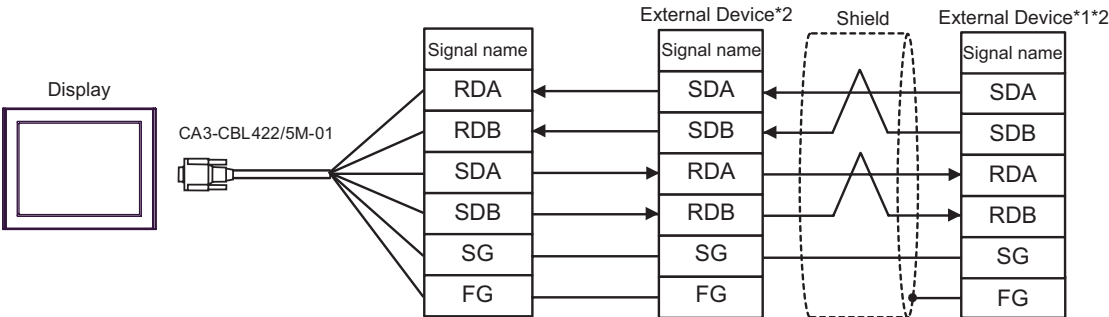 External Device*2
Shield
External Device*1*2
Signal name
Signal name
Signal name
Display
CA3-CBL422/5M-01
RDA
SDA
SDA
RDB
SDB
SDB
SDA
RDA
RDA
SDB
RDB
RDB
SG
SG
SG
FG
FG
FG